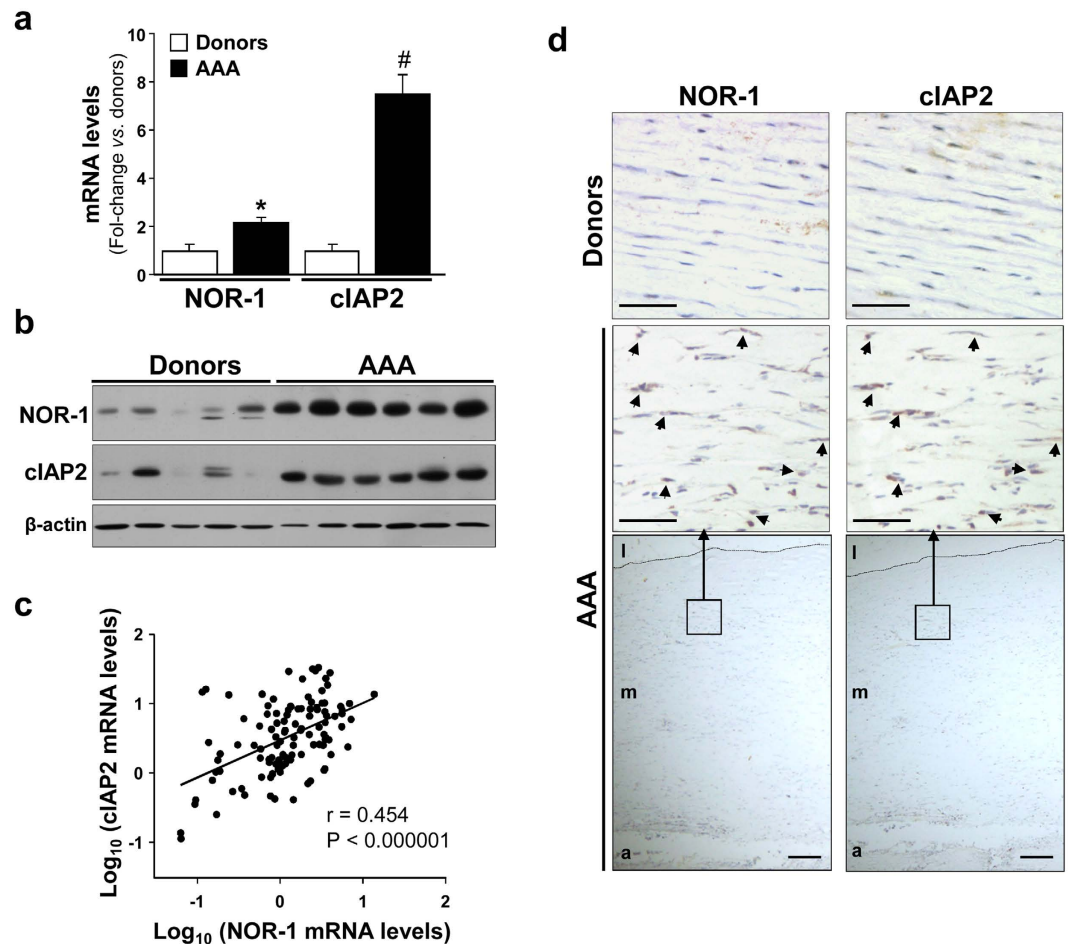 a
10
8
6
4
2
0
mRNA levels
(Fol-change vs. donors)
Donors
AAA
*
#
NOR-1
cIAP2
b
Donors
AAA
NOR-1
cIAP2
β-actin
c
2
1
0
-1
Log10 (cIAP2 mRNA levels)
r = 0.454
P < 0.000001
-1
0
1
2
Log10 (NOR-1 mRNA levels)
d
NOR-1
cIAP2
Donors
AAA
l
m
a
l
m
a